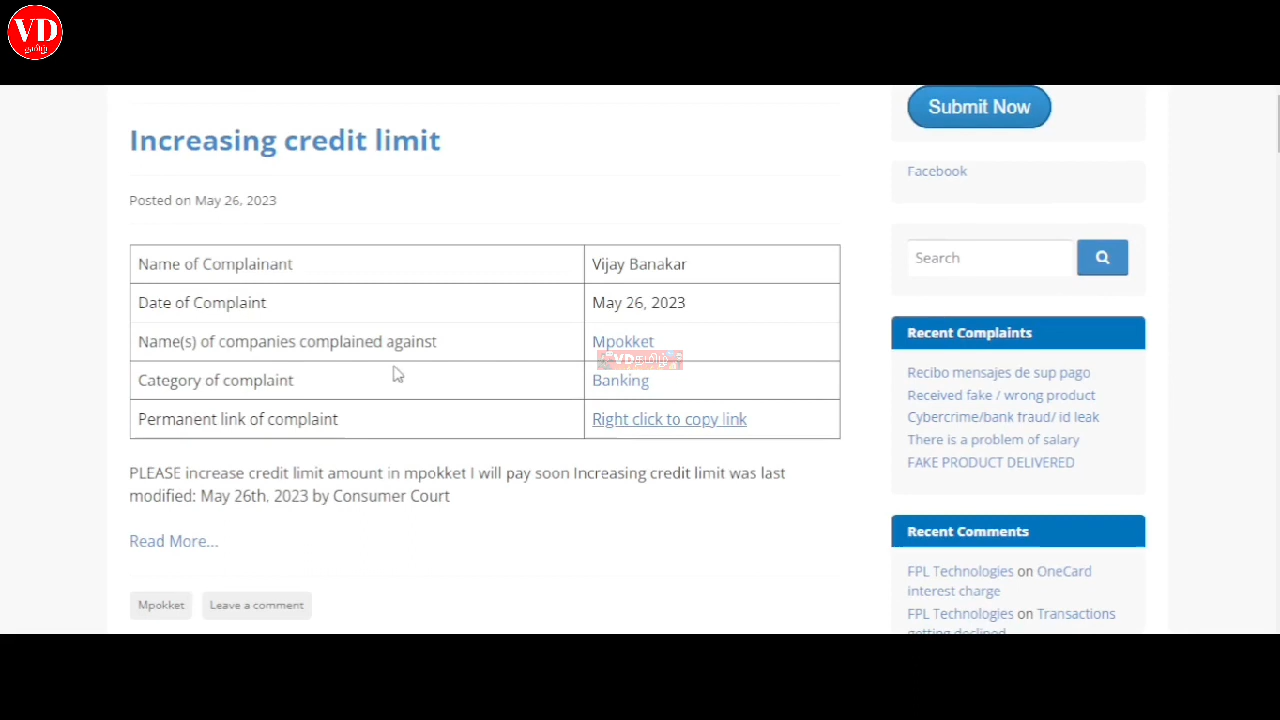 VD
தமிழ்
Submit Now
Increasing credit limit
Facebook
Posted on May 26, 2023
Search
Name of Complainant Vijay Banakar
Date of Complaint May 26, 2023
Name(s) of companies complained against Mpokket
VDதமிழ்
Category of complaint Banking
Permanent link of complaint Right click to copy link
PLEASE increase credit limit amount in mpokket I will pay soon Increasing credit limit was last
modified: May 26th, 2023 by Consumer Court
Read More...
Mpokket Leave a comment
Recent Complaints
Recibo mensajes de sup pago
Received fake / wrong product
Cybercrime/bank fraud/ id leak
There is a problem of salary
FAKE PRODUCT DELIVERED
Recent Comments
FPL Technologies on OneCard
interest charge
FPL Technologies on Transactions
getting declined